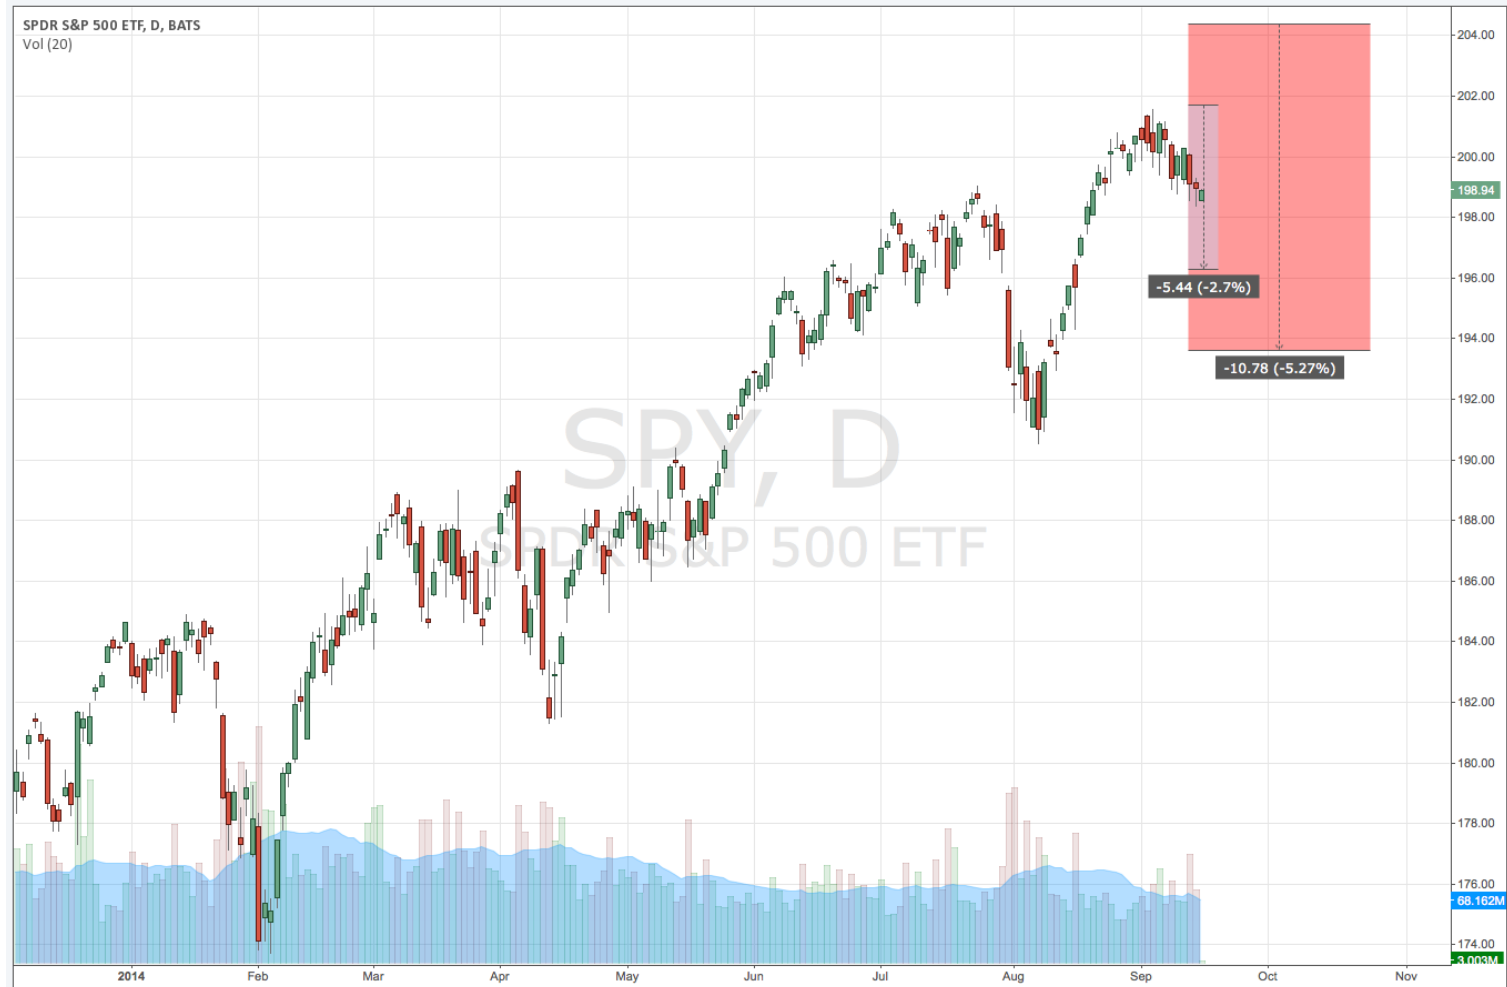 SPDR S&P 500 ETF, D, BATS
Vol (20)
204.00
202.00
200.00
198.94
198.00
196.00
-5.44 (-2.7%)
194.00
-10.78 (-5.27%)
192.00
SPY, D
190.00
188.00
SPDR S&P 500 ETF
186.00
184.00
182.00
180.00
178.00
176.00
68.162M
174.00
3.003M
2014 Feb Mar Apr May Jun Jul Aug Sep Oct Nov